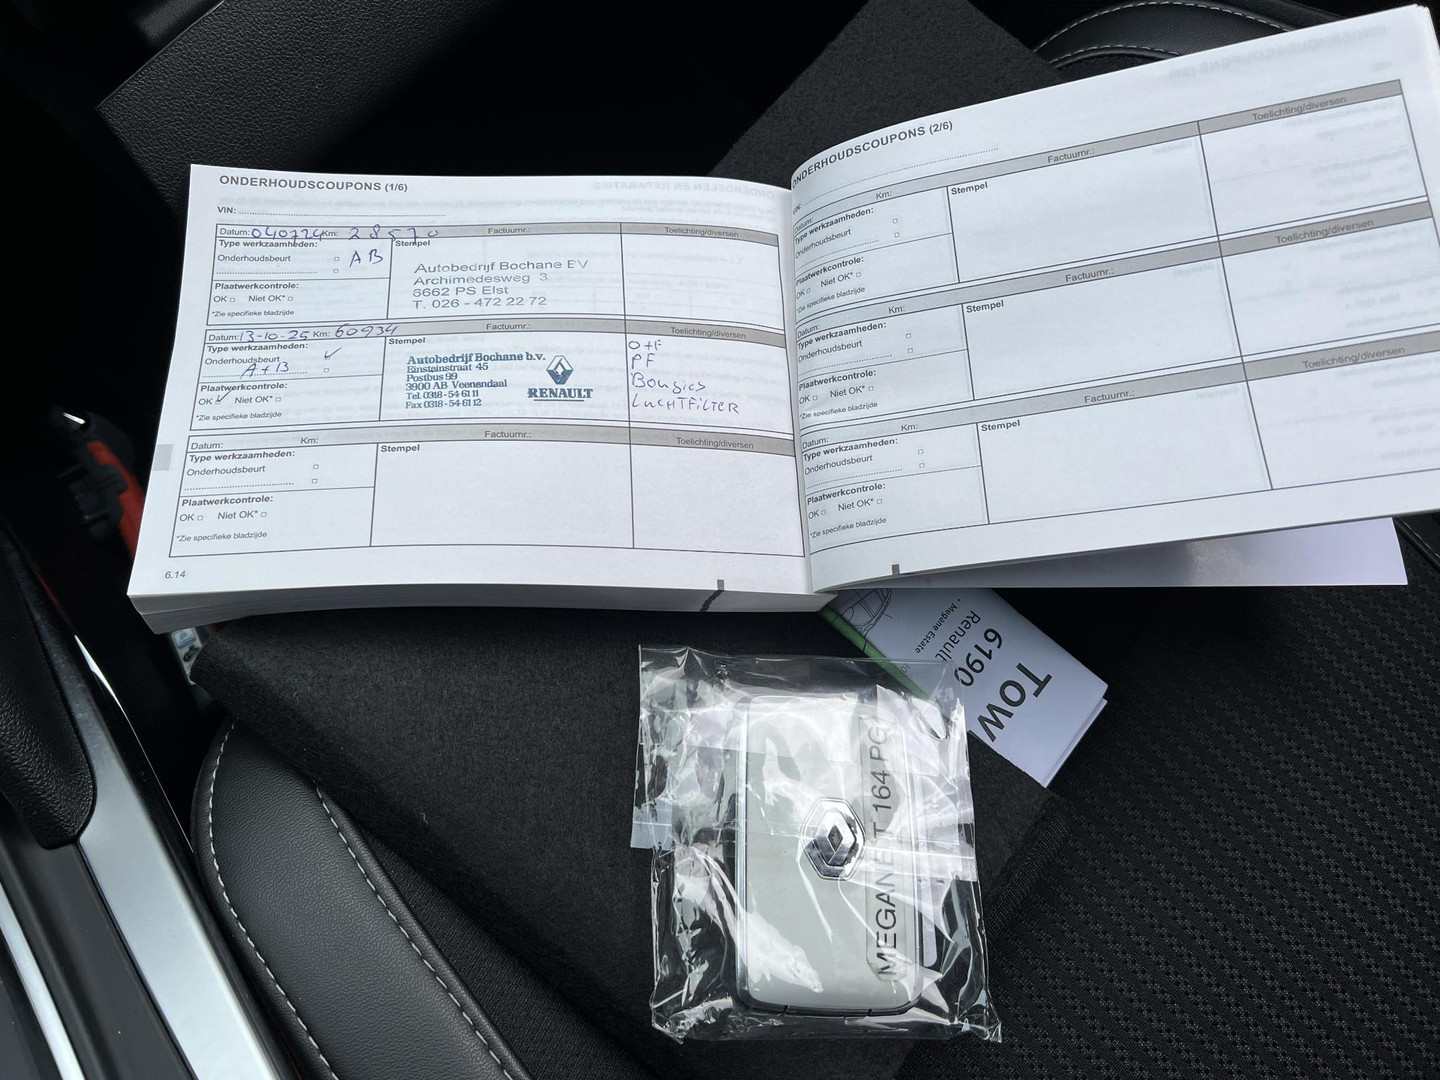 ONDERHOUDSCOUPONS (1/6)
VIN:
Datum: 040724 Km: 28570 Factuurnr.: Toelichting/diversen
Type werkzaamheden: Stempel
Onderhoudsbeurt AB
Plaatwerkcontrole:
OK Niet OK*
*Zie specifieke bladzijde
Autobedrijf Bochane EV
Archimedesweg 3
6662 PS Elst
T. 026 - 472 22 72
Datum: 13-10-25 Km: 60934 Factuurnr.: Toelichting/diversen
Type werkzaamheden: Stempel
Onderhoudsbeurt
A+B
Plaatwerkcontrole:
OK Niet OK*
*Zie specifieke bladzijde
Autobedrijf Bochane b.v.
Einsteinstraat 45
Postbus 99
3900 AB Veenendaal
Tel. 0318 - 54 61 11
Fax 0318 - 54 61 12
RENAULT
O+F
PF
Bougies
LUCHTFILTER
Datum: Km: Factuurnr.: Toelichting/diversen
Type werkzaamheden: Stempel
Onderhoudsbeurt
Plaatwerkcontrole:
OK Niet OK*
*Zie specifieke bladzijde
6.14
ONDERHOUDSCOUPONS (2/6)
VIN:
Datum: Km: Factuurnr.: Toelichting/diversen
Type werkzaamheden: Stempel
Onderhoudsbeurt
Plaatwerkcontrole:
OK Niet OK*
*Zie specifieke bladzijde
Datum: Km: Factuurnr.: Toelichting/diversen
Type werkzaamheden: Stempel
Onderhoudsbeurt
Plaatwerkcontrole:
OK Niet OK*
*Zie specifieke bladzijde
Datum: Km: Factuurnr.: Toelichting/diversen
Type werkzaamheden: Stempel
Onderhoudsbeurt
Plaatwerkcontrole:
OK Niet OK*
*Zie specifieke bladzijde
Tow
6190
Renault
• Megane Estate
MEGANE T 164 PG